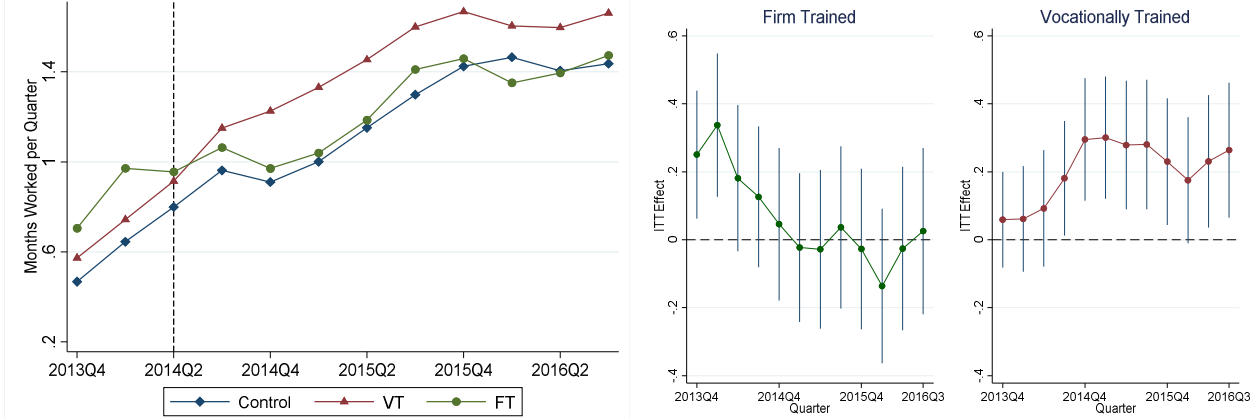 Months Worked per Quarter
1.4
1
.6
.2
2013Q4 2014Q2 2014Q4 2015Q2 2015Q4 2016Q2
Control VT FT
Firm Trained
ITT Effect
.6
.4
.2
0
-.2
-.4
2013Q4 2014Q4 2015Q4 2016Q3
Quarter
Vocationally Trained
ITT Effect
.6
.4
.2
0
-.2
-.4
2013Q4 2014Q4 2015Q4 2016Q3
Quarter